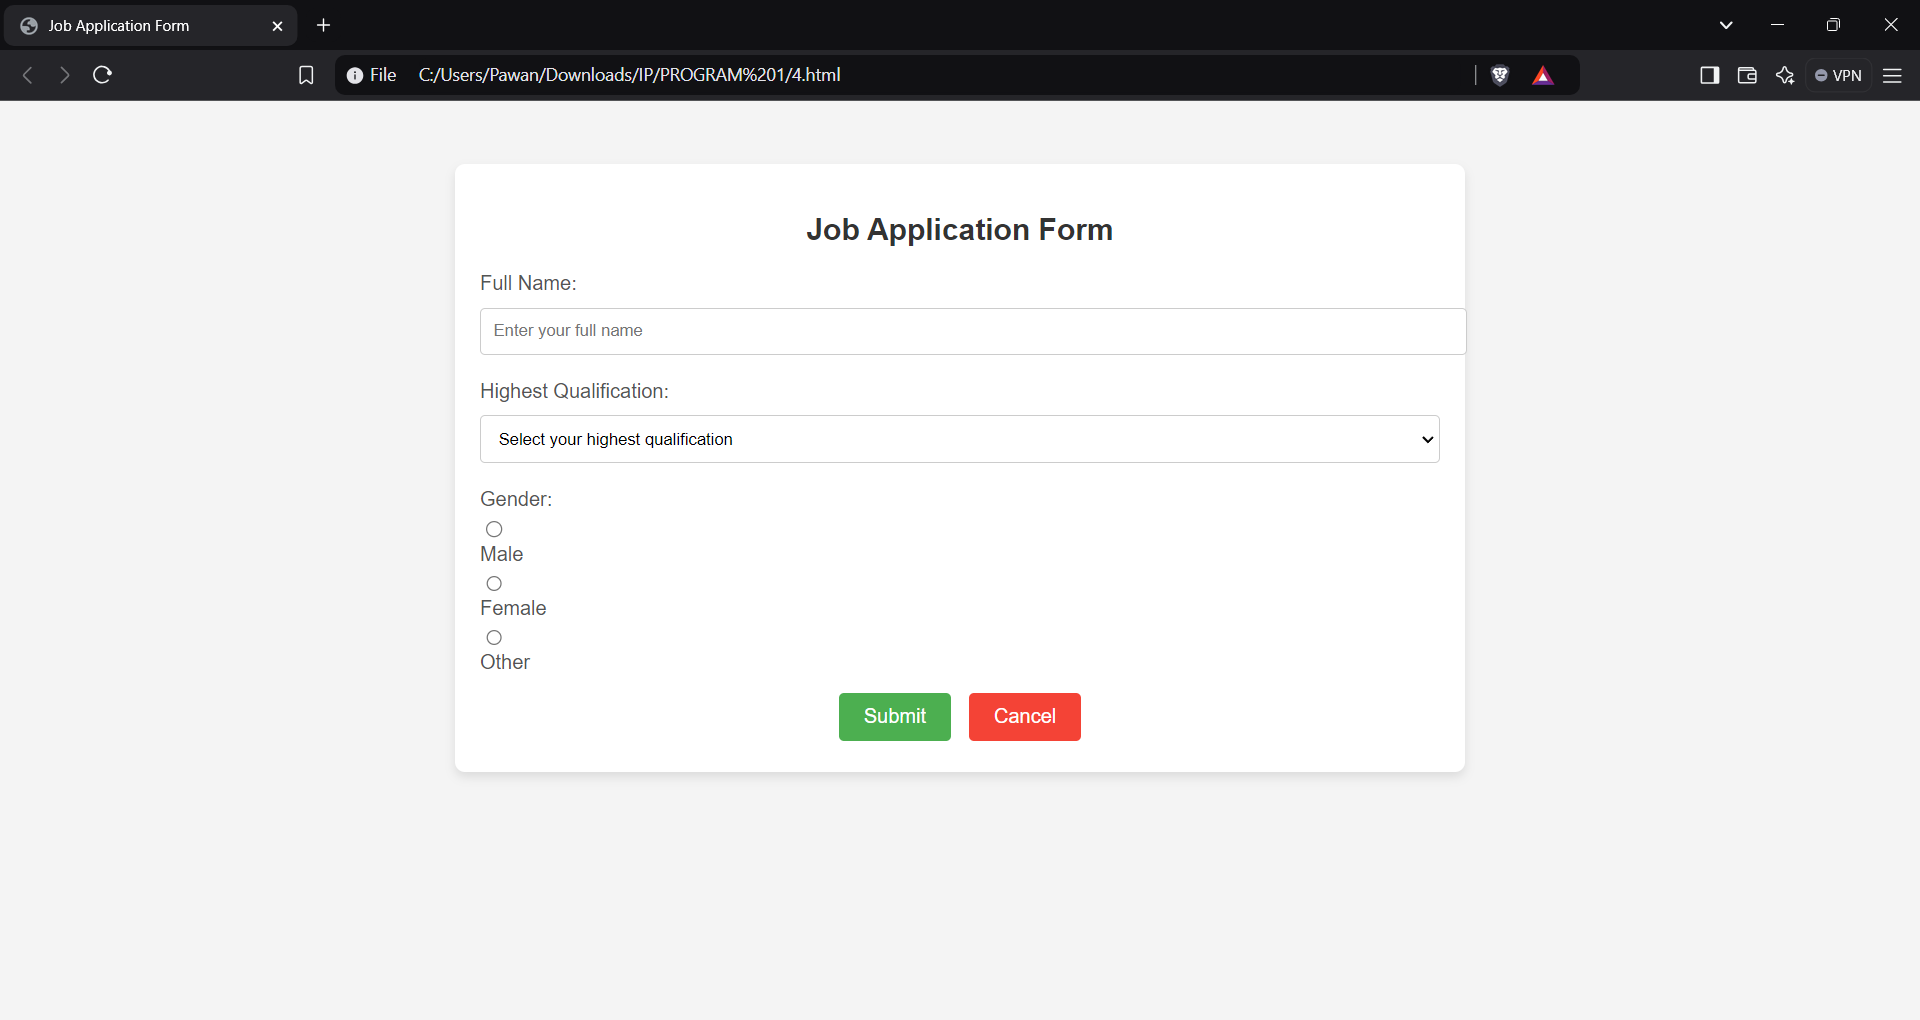 Job Application Form
File C:/Users/Pawan/Downloads/IP/PROGRAM%201/4.html
VPN
Job Application Form
Full Name:
Enter your full name
Highest Qualification:
Select your highest qualification
Gender:
Male
Female
Other
Submit Cancel